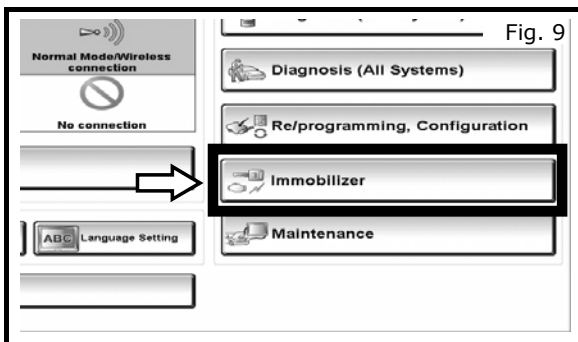 Fig. 9
Normal Mode/Wireless
connection
Diagnosis (All Systems)
No connection
Re/programming, Configuration
Immobilizer
ABC Language Setting
Maintenance